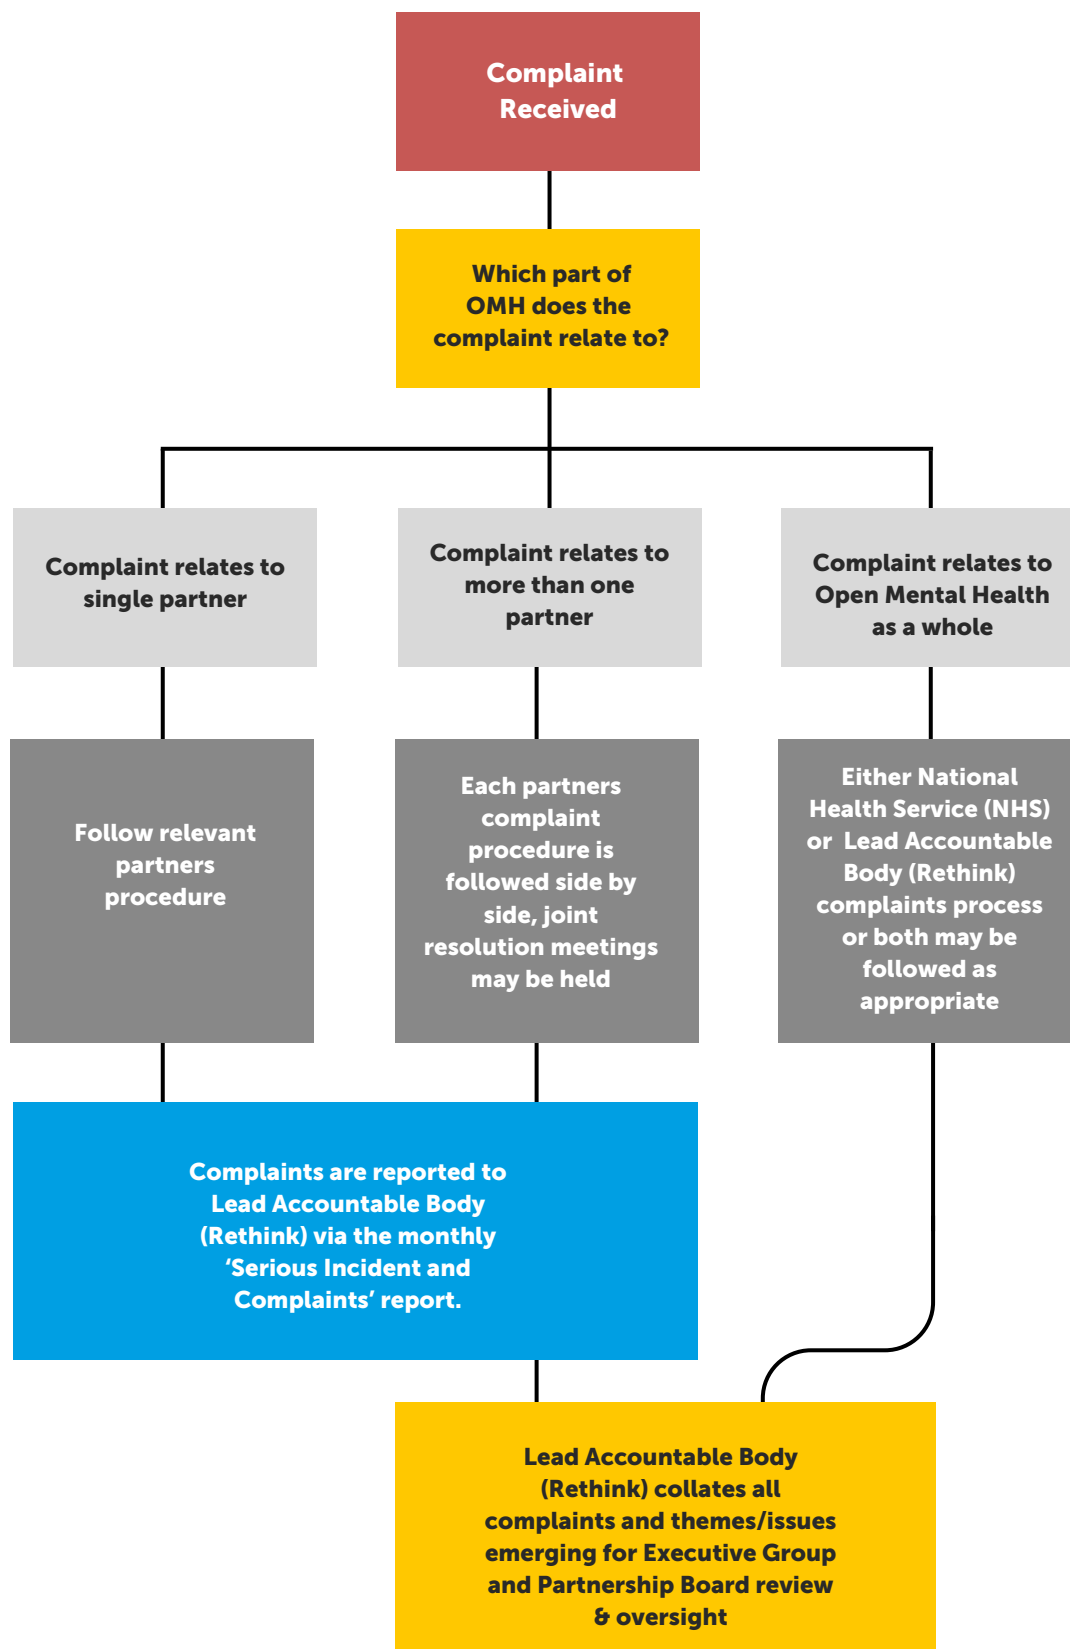 Complaint
Received
Which part of
OMH does the
complaint relate to?
Complaint relates to
single partner
Complaint relates to
more than one
partner
Complaint relates to
Open Mental Health
as a whole
Follow relevant
partners
procedure
Each partners
complaint
procedure is
followed side by
side, joint
resolution meetings
may be held
Either National
Health Service (NHS)
or Lead Accountable
Body (Rethink)
complaints process
or both may be
followed as
appropriate
Complaints are reported to
Lead Accountable Body
(Rethink) via the monthly
‘Serious Incident and
Complaints’ report.
Lead Accountable Body
(Rethink) collates all
complaints and themes/issues
emerging for Executive Group
and Partnership Board review
& oversight